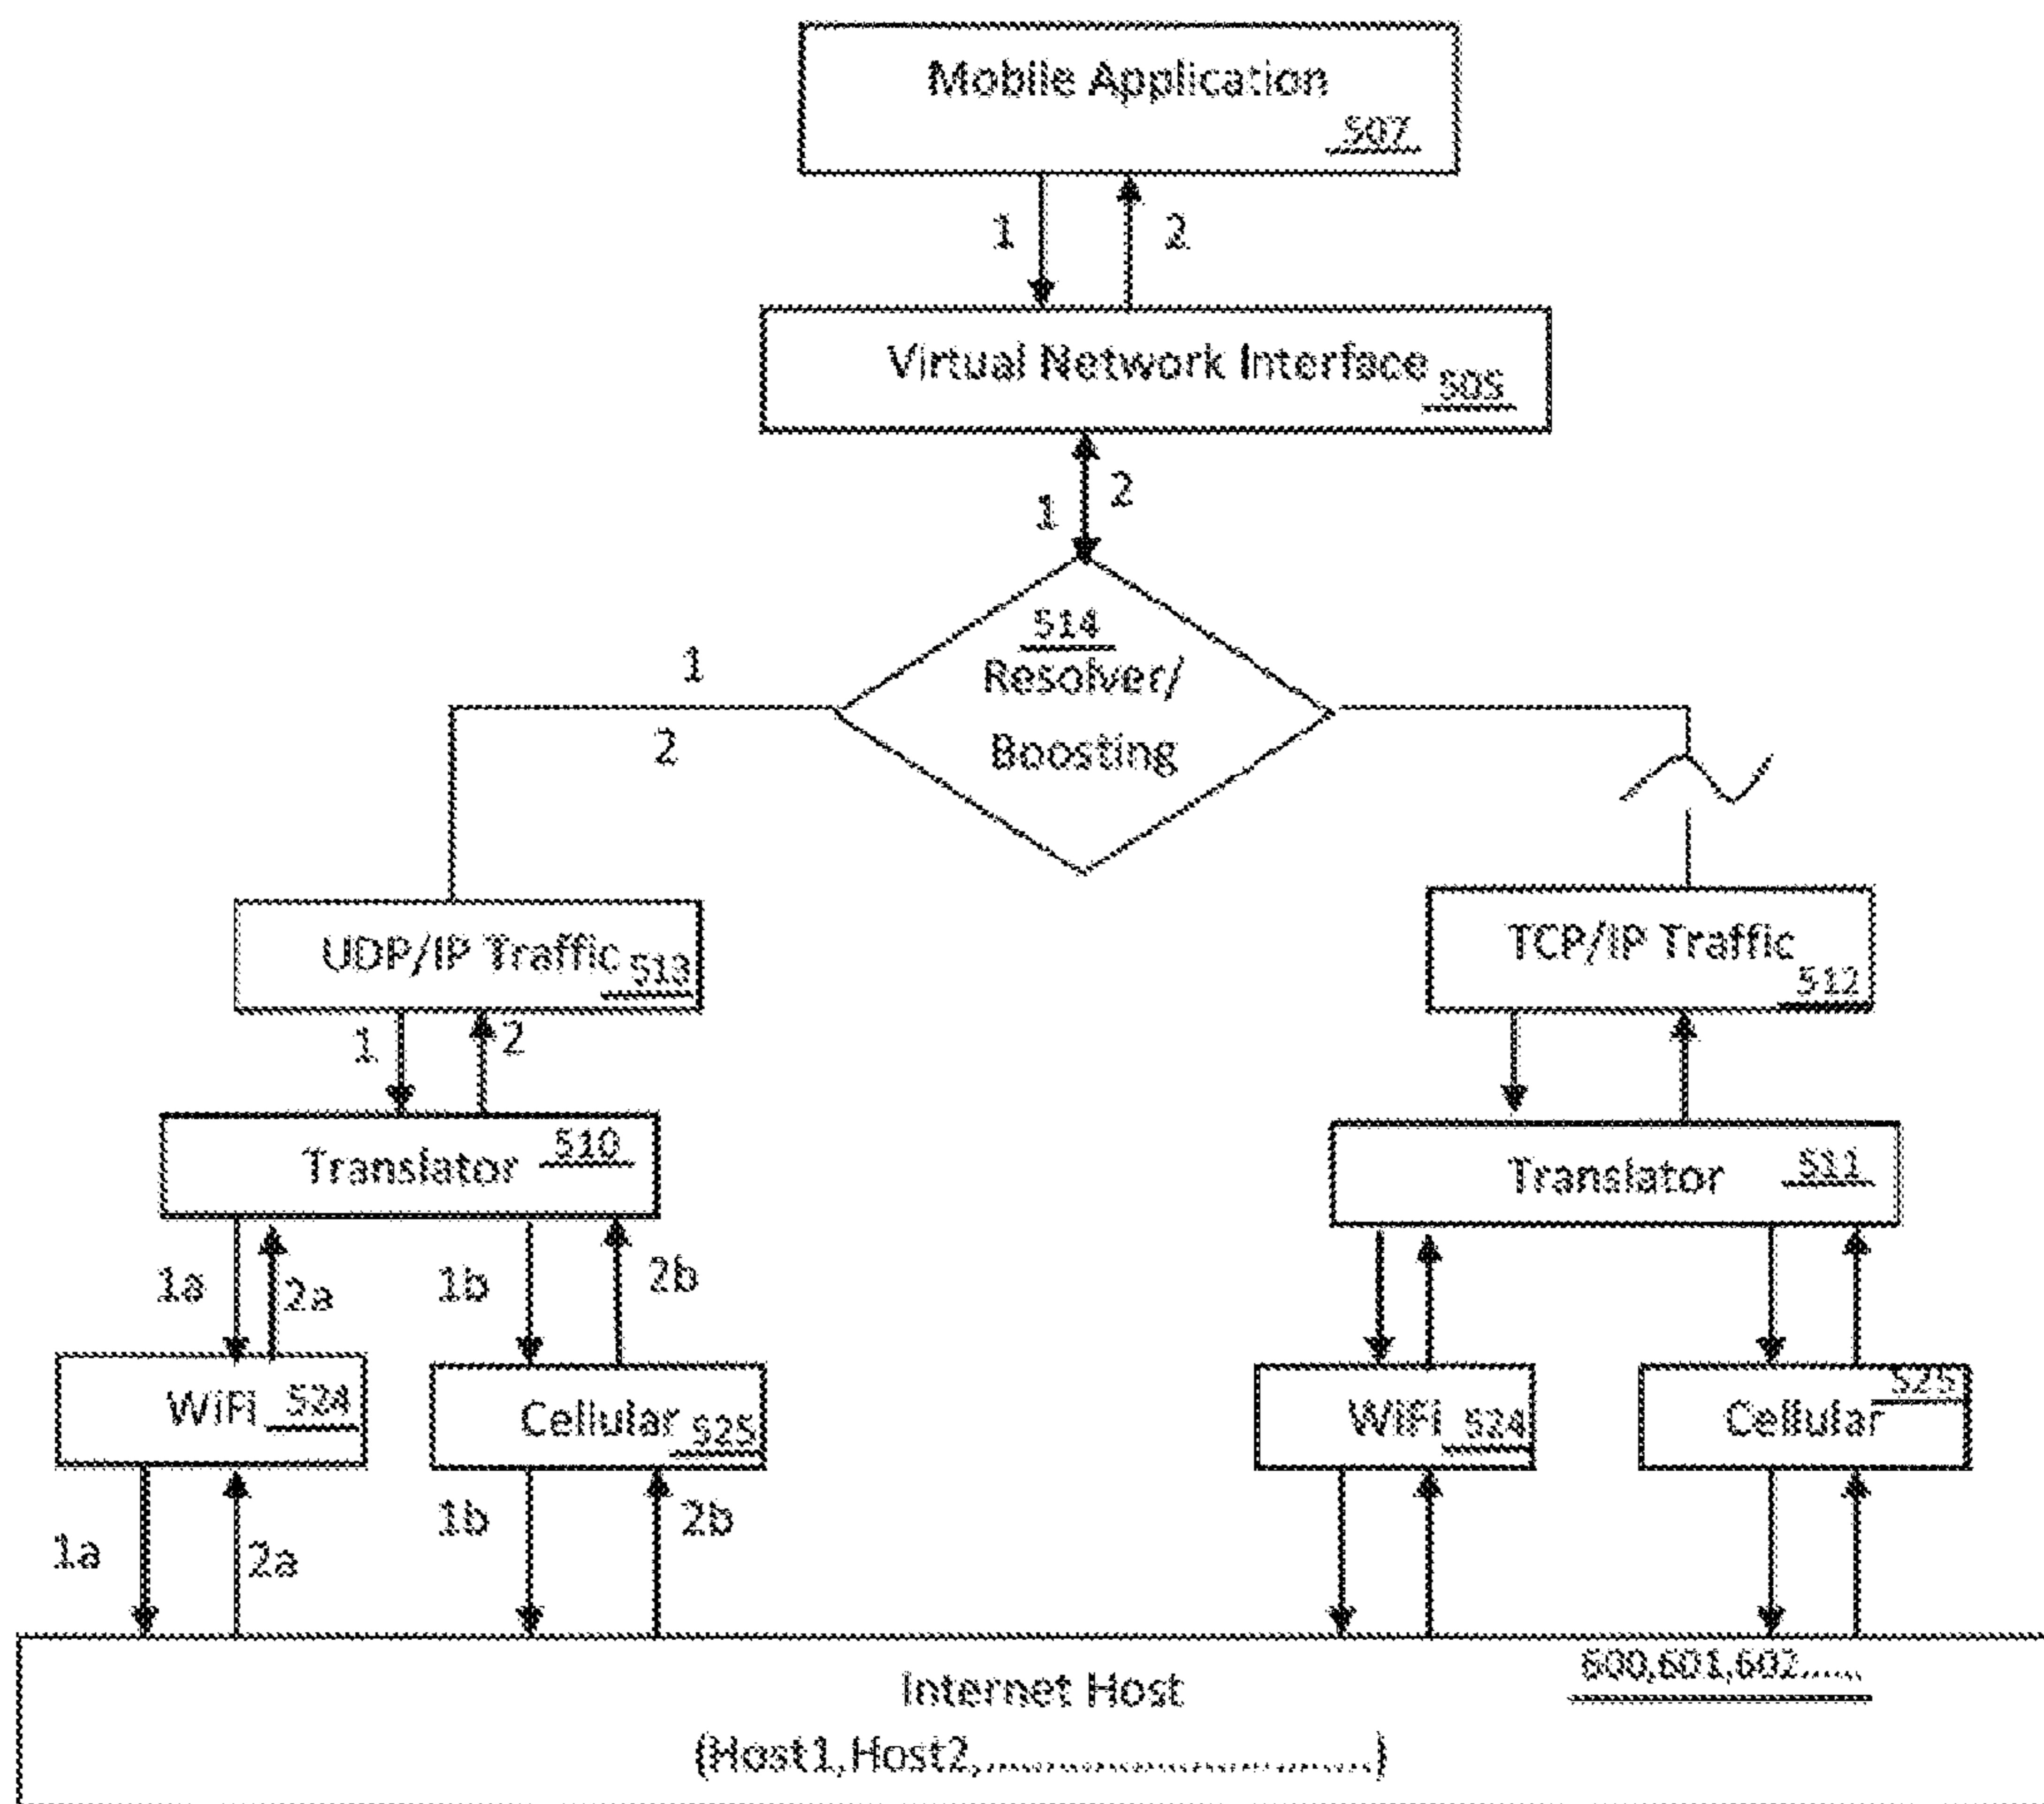 Mobile Application
507
1
2
Virtual Network Interface
505
1
2
514
Resolver/
Boosting
1
2
UDP/IP Traffic
513
TCP/IP Traffic
512
1
2
Translator
510
Translator
511
1a
2a
1b
2b
WiFi
524
Cellular
525
WiFi
524
Cellular
525
1a
2a
1b
2b
Internet Host
600,601,602......
(Host1,Host2,................................)